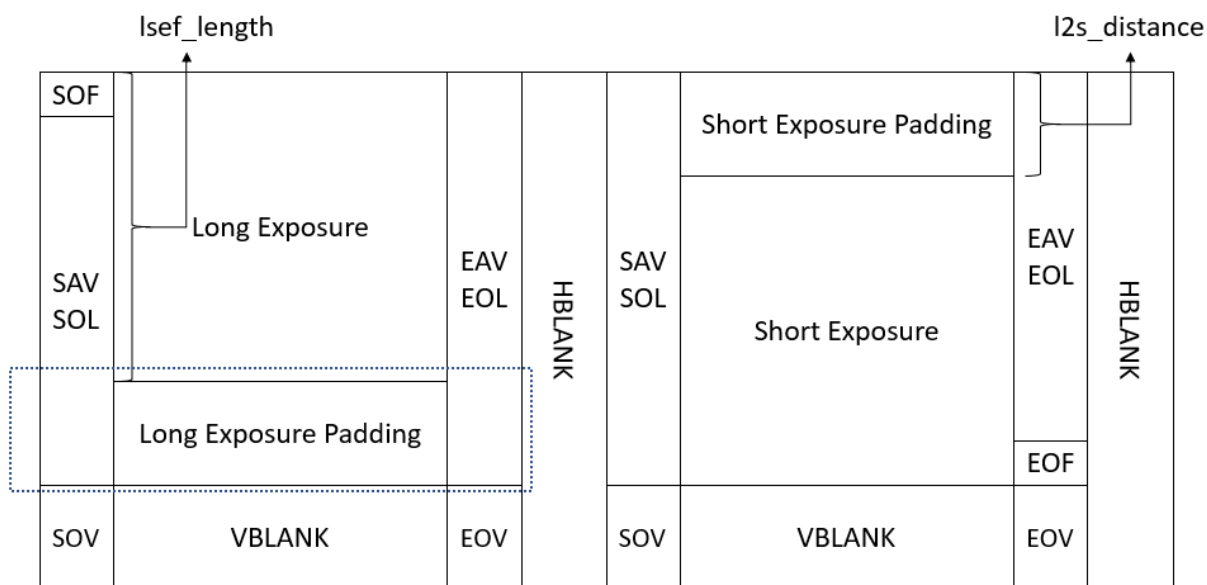 lsef_length
l2s_distance
SOF
Short Exposure Padding
Long Exposure
EAV
EOL
SAV
SOL
EAV
EOL
SAV
SOL
HBLANK
HBLANK
Short Exposure
Long Exposure Padding
EOF
SOV
VBLANK
EOV
SOV
VBLANK
EOV